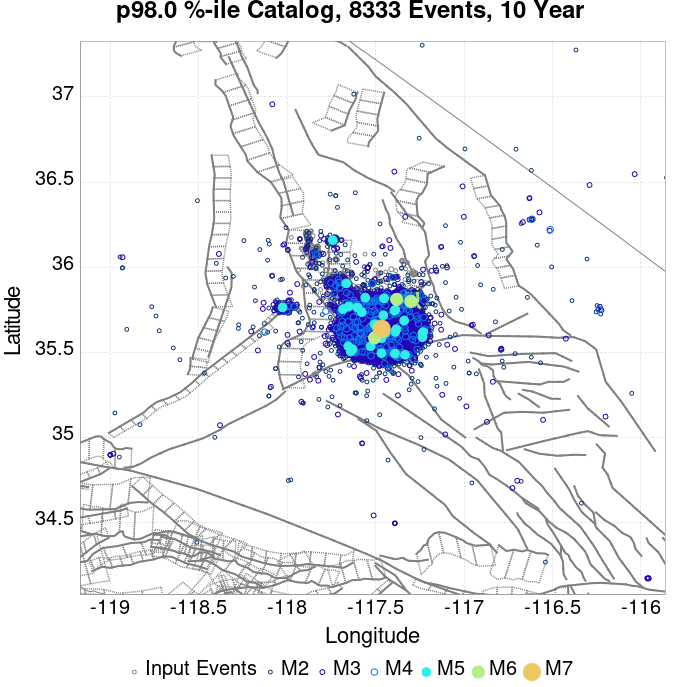 p98.0 %-ile Catalog, 8333 Events, 10 Year
37
36.5
36
35.5
35
34.5
Latitude
-119 -118.5 -118 -117.5 -117 -116.5 -116
Longitude
Input Events M2 M3 M4 M5 M6 M7